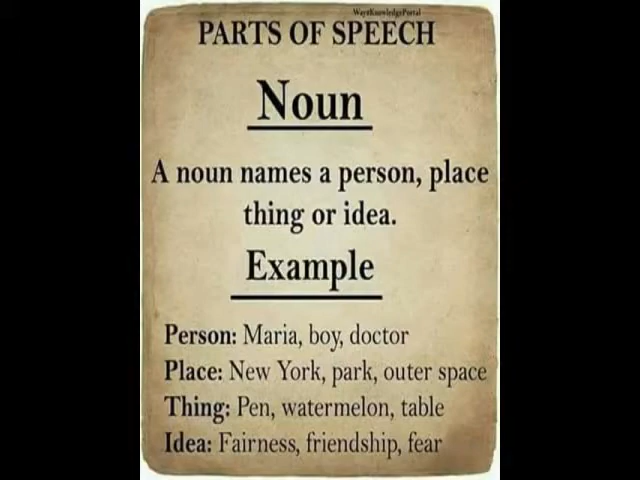 WaystKnowledgePortal
PARTS OF SPEECH
Noun
A noun names a person, place
thing or idea.
Example
Person: Maria, boy, doctor
Place: New York, park, outer space
Thing: Pen, watermelon, table
Idea: Fairness, friendship, fear